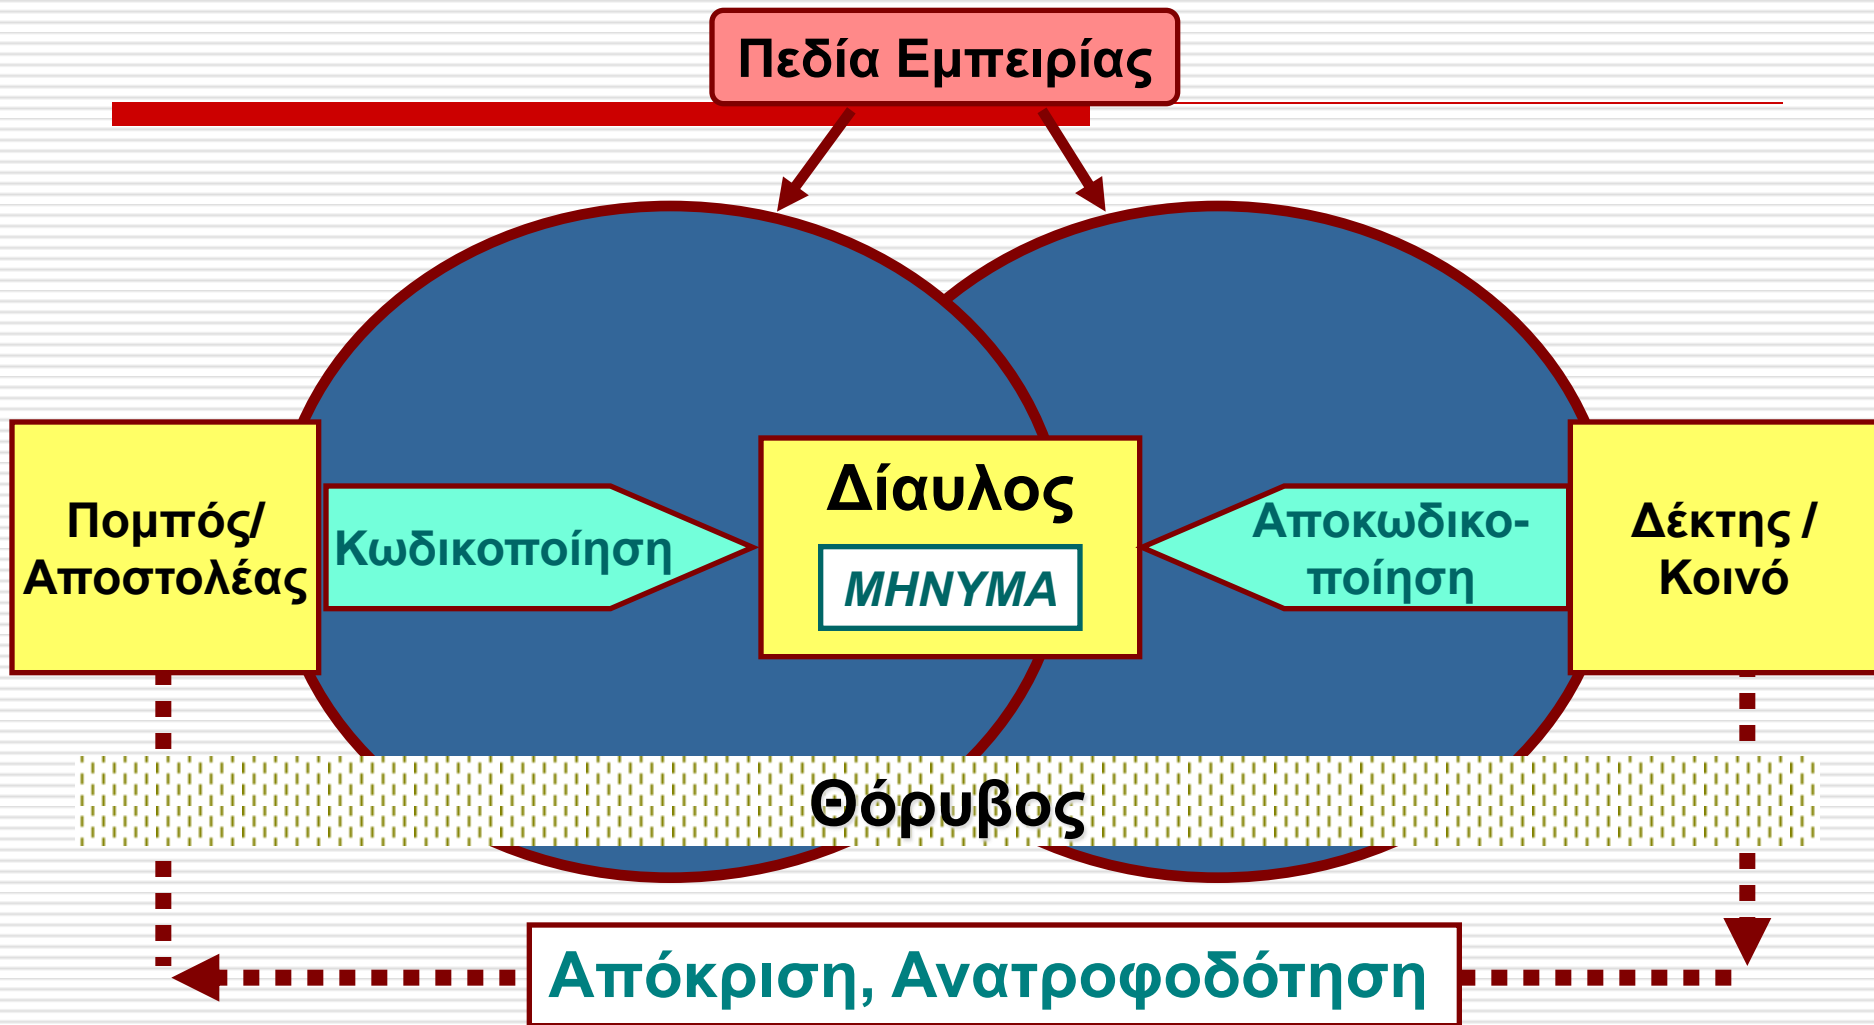 Πεδία Εμπειρίας
Πομπός/
Αποστολέας
Κωδικοποίηση
Δίαυλος
ΜΗΝΥΜΑ
Αποκωδικο-
ποίηση
Δέκτης /
Κοινό
Θόρυβος
Απόκριση, Ανατροφοδότηση